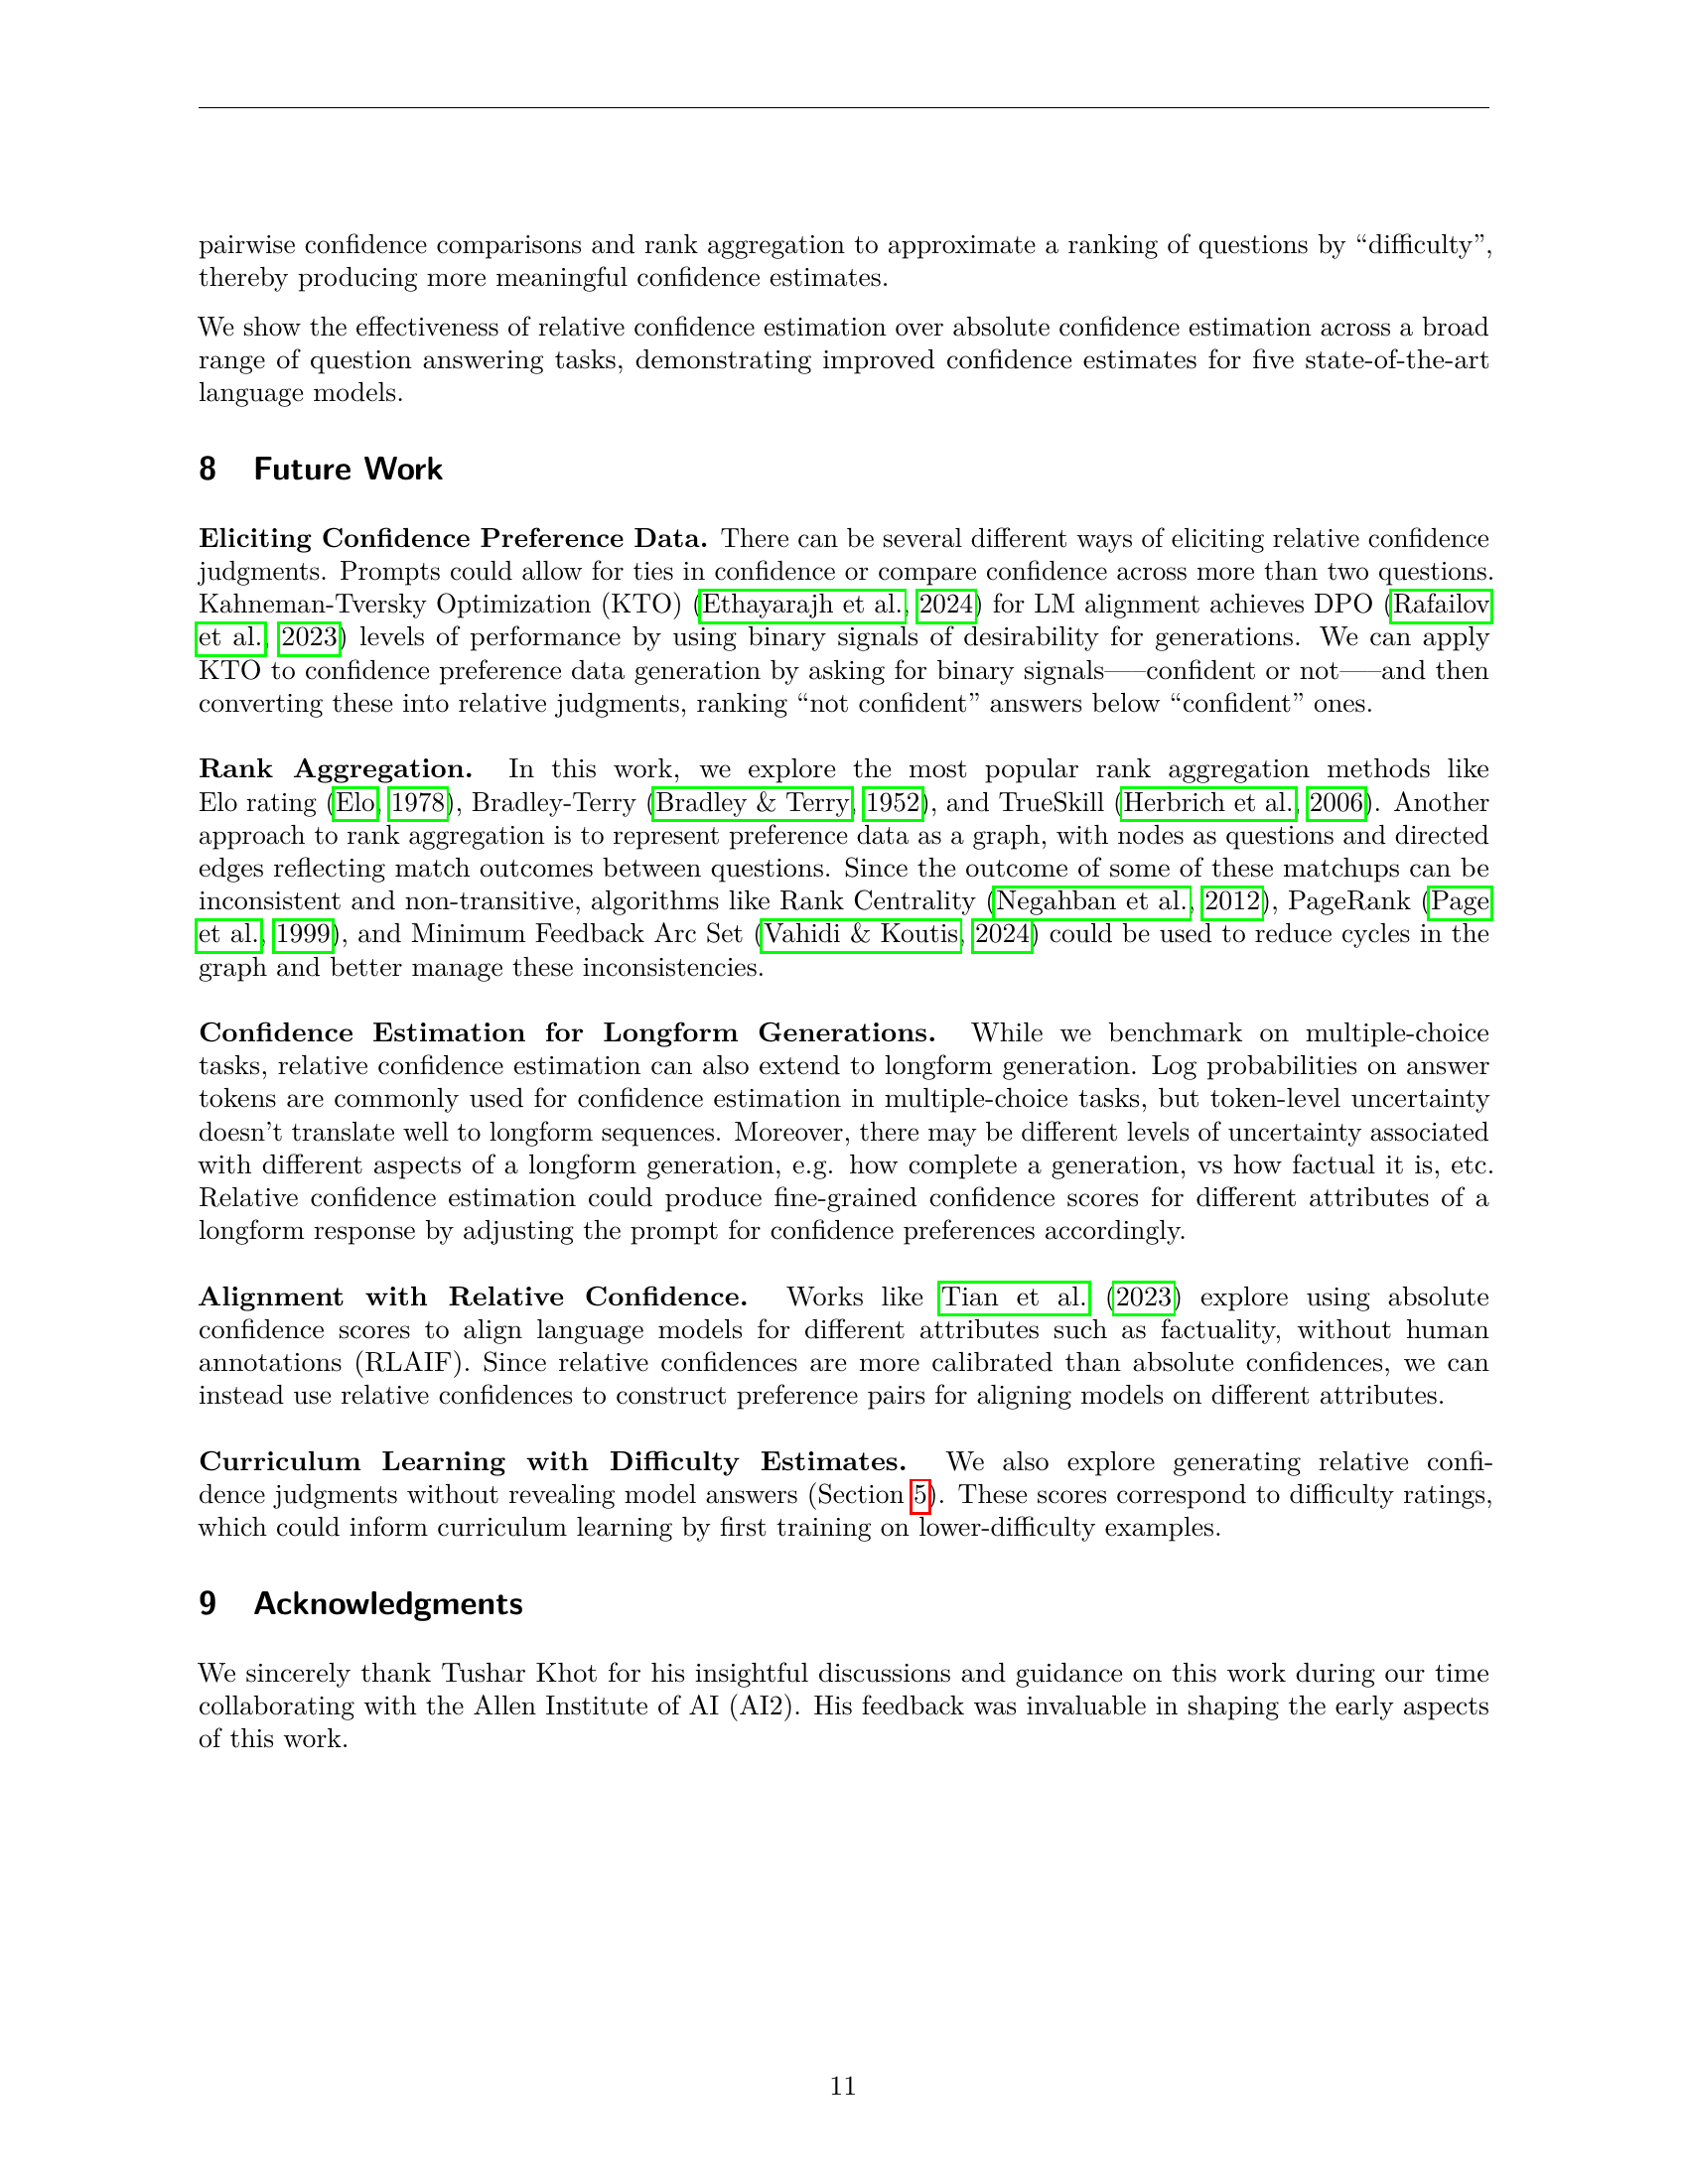 pairwise confidence comparisons and rank aggregation to approximate a ranking of questions by “difficulty”,
thereby producing more meaningful confidence estimates.
We show the effectiveness of relative confidence estimation over absolute confidence estimation across a broad
range of question answering tasks, demonstrating improved confidence estimates for five state-of-the-art
language models.
8 Future Work
Eliciting Confidence Preference Data. There can be several different ways of eliciting relative confidence
judgments. Prompts could allow for ties in confidence or compare confidence across more than two questions.
Kahneman-Tversky Optimization (KTO) (Ethayarajh et al., 2024) for LM alignment achieves DPO (Rafailov
et al., 2023) levels of performance by using binary signals of desirability for generations. We can apply
KTO to confidence preference data generation by asking for binary signals—–confident or not—–and then
converting these into relative judgments, ranking “not confident” answers below “confident” ones.
Rank Aggregation. In this work, we explore the most popular rank aggregation methods like
Elo rating (Elo, 1978), Bradley-Terry (Bradley & Terry, 1952), and TrueSkill (Herbrich et al., 2006). Another
approach to rank aggregation is to represent preference data as a graph, with nodes as questions and directed
edges reflecting match outcomes between questions. Since the outcome of some of these matchups can be
inconsistent and non-transitive, algorithms like Rank Centrality (Negahban et al., 2012), PageRank (Page
et al., 1999), and Minimum Feedback Arc Set (Vahidi & Koutis, 2024) could be used to reduce cycles in the
graph and better manage these inconsistencies.
Confidence Estimation for Longform Generations. While we benchmark on multiple-choice
tasks, relative confidence estimation can also extend to longform generation. Log probabilities on answer
tokens are commonly used for confidence estimation in multiple-choice tasks, but token-level uncertainty
doesn’t translate well to longform sequences. Moreover, there may be different levels of uncertainty associated
with different aspects of a longform generation, e.g. how complete a generation, vs how factual it is, etc.
Relative confidence estimation could produce fine-grained confidence scores for different attributes of a
longform response by adjusting the prompt for confidence preferences accordingly.
Alignment with Relative Confidence. Works like Tian et al. (2023) explore using absolute
confidence scores to align language models for different attributes such as factuality, without human
annotations (RLAIF). Since relative confidences are more calibrated than absolute confidences, we can
instead use relative confidences to construct preference pairs for aligning models on different attributes.
Curriculum Learning with Difficulty Estimates. We also explore generating relative confi-
dence judgments without revealing model answers (Section 5). These scores correspond to difficulty ratings,
which could inform curriculum learning by first training on lower-difficulty examples.
9 Acknowledgments
We sincerely thank Tushar Khot for his insightful discussions and guidance on this work during our time
collaborating with the Allen Institute of AI (AI2). His feedback was invaluable in shaping the early aspects
of this work.
11